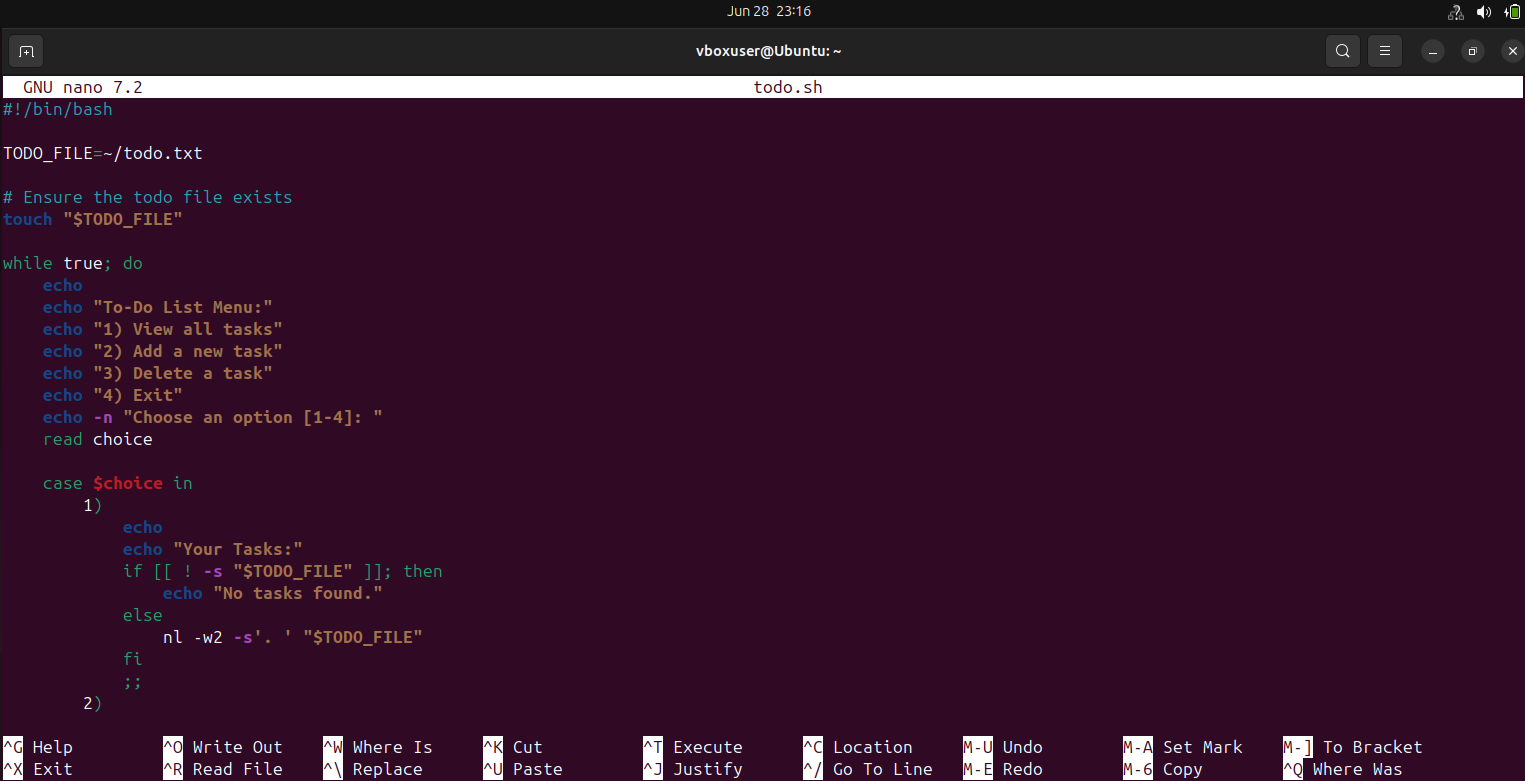 Jun 28 23:16
vboxuser@Ubuntu: ~
GNU nano 7.2 todo.sh
#!/bin/bash

TODO_FILE=~/todo.txt

# Ensure the todo file exists
touch "$TODO_FILE"

while true; do
    echo
    echo "To-Do List Menu:"
    echo "1) View all tasks"
    echo "2) Add a new task"
    echo "3) Delete a task"
    echo "4) Exit"
    echo -n "Choose an option [1-4]: "
    read choice

    case $choice in
        1)
            echo
            echo "Your Tasks:"
            if [[ ! -s "$TODO_FILE" ]]; then
                echo "No tasks found."
            else
                nl -w2 -s'. ' "$TODO_FILE"
            fi
            ;;
        2)
^G Help ^O Write Out ^W Where Is ^K Cut ^T Execute ^C Location M-U Undo M-A Set Mark M-] To Bracket
^X Exit ^R Read File ^\ Replace ^U Paste ^J Justify ^/ Go To Line M-E Redo M-6 Copy ^Q Where Was